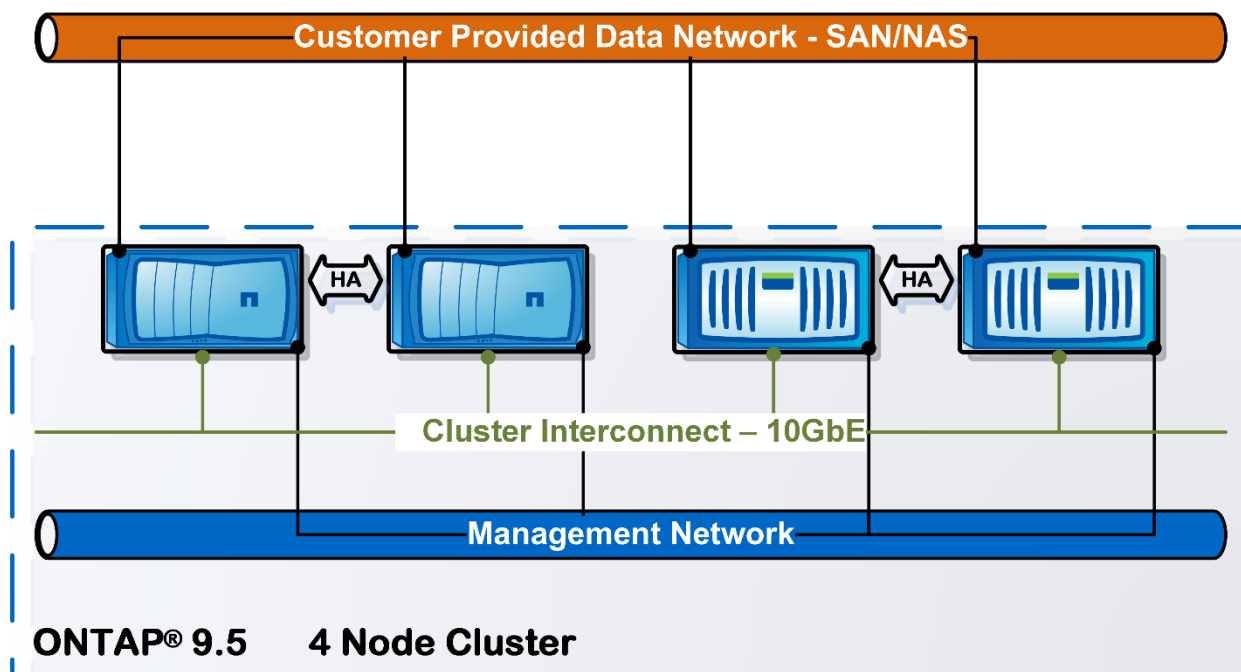 Customer Provided Data Network - SAN/NAS
HA
HA
Cluster Interconnect – 10GbE
Management Network
ONTAP® 9.5 4 Node Cluster